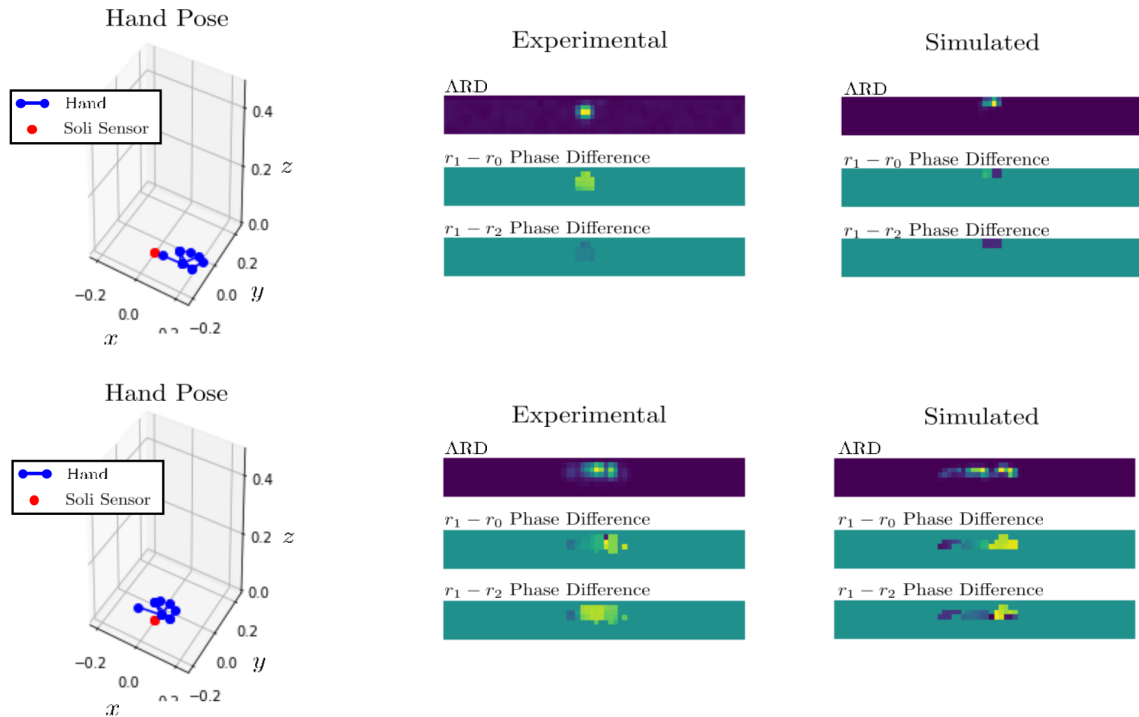 Hand Pose
Experimental
Simulated
ARD
ARD
Hand
Soli Sensor
0.4
r₁ − r₀ Phase Difference
r₁ − r₀ Phase Difference
0.2
z
0.0
r₁ − r₂ Phase Difference
r₁ − r₂ Phase Difference
0.2
0.0
y
−0.2
−0.2
0.0
x
Hand Pose
Experimental
Simulated
ARD
ARD
Hand
Soli Sensor
0.4
r₁ − r₀ Phase Difference
r₁ − r₀ Phase Difference
0.2
z
0.0
r₁ − r₂ Phase Difference
r₁ − r₂ Phase Difference
0.2
0.0
y
−0.2
−0.2
0.0
x